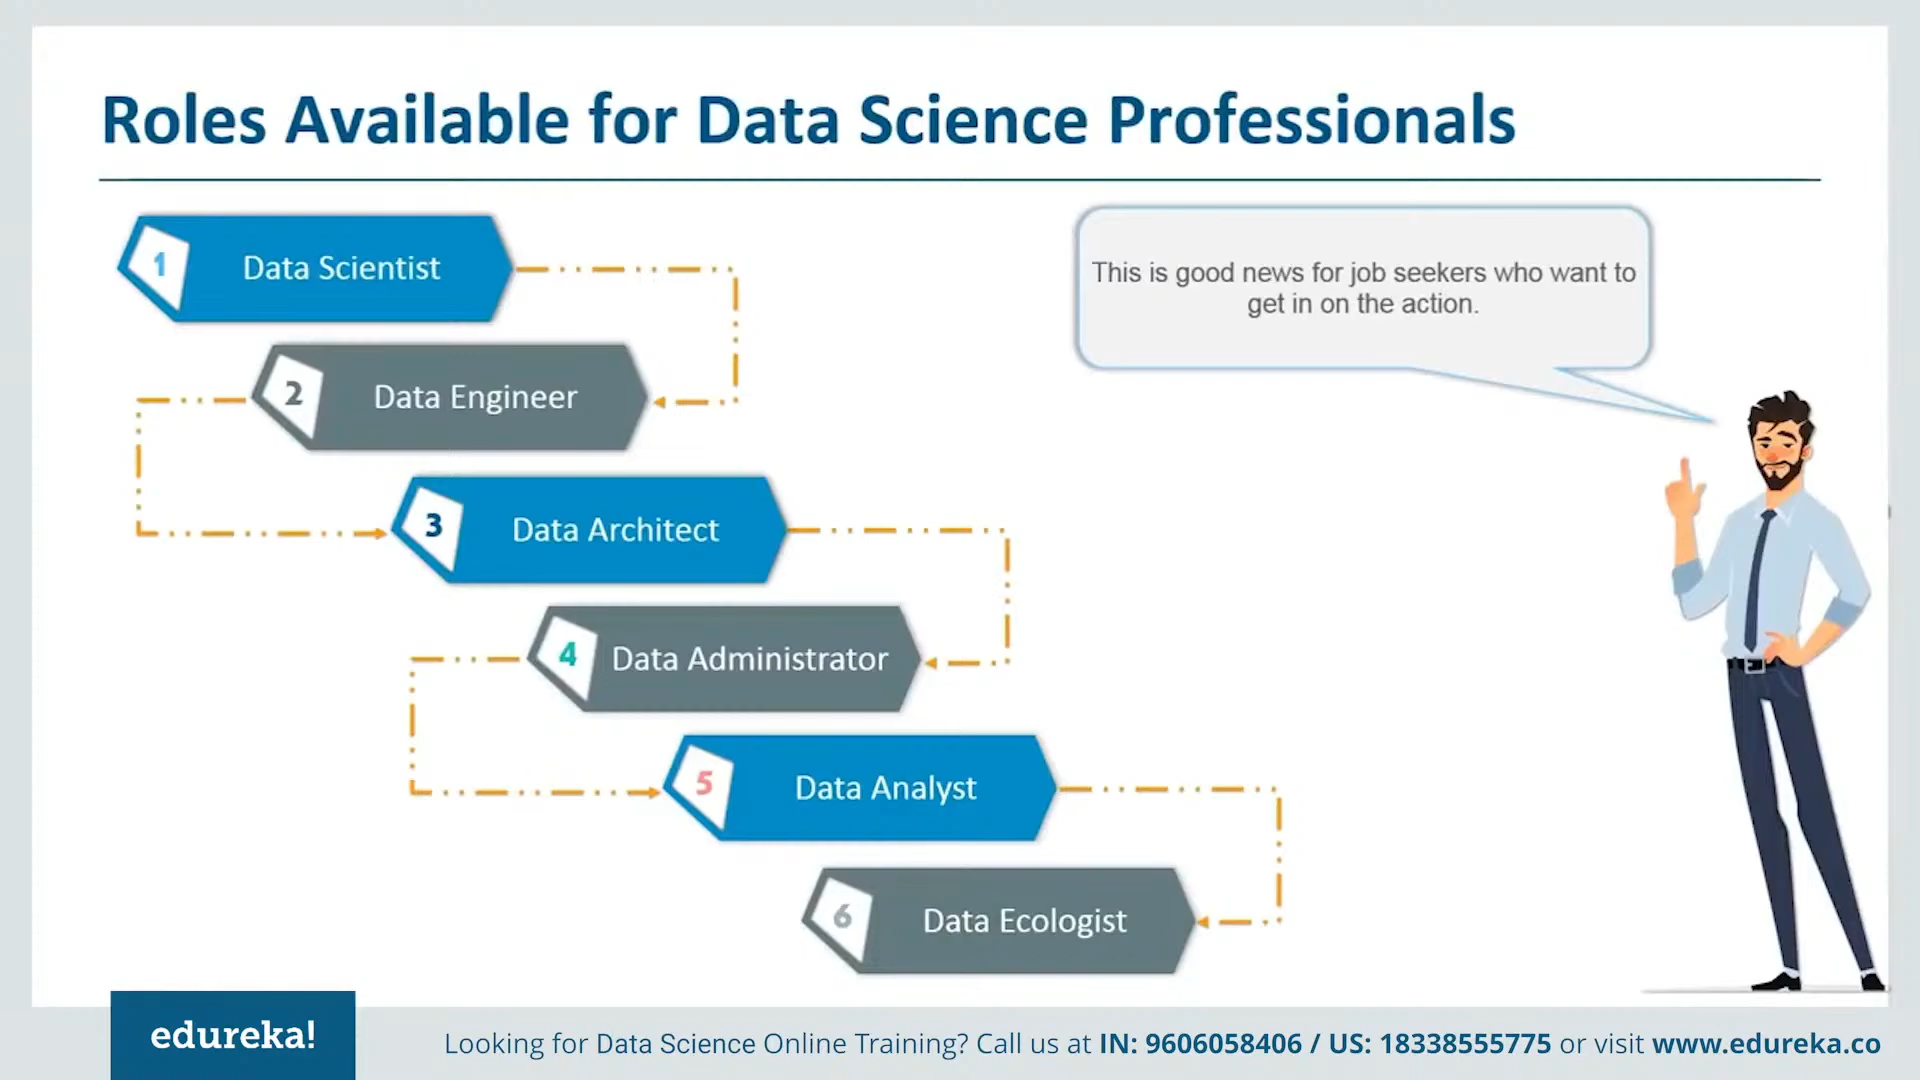 Roles Available for Data Science Professionals
1 Data Scientist
This is good news for job seekers who want to
get in on the action.
2 Data Engineer
3 Data Architect
4 Data Administrator
5 Data Analyst
6 Data Ecologist
edureka!
Looking for Data Science Online Training? Call us at IN: 9606058406 / US: 18338555775 or visit www.edureka.co